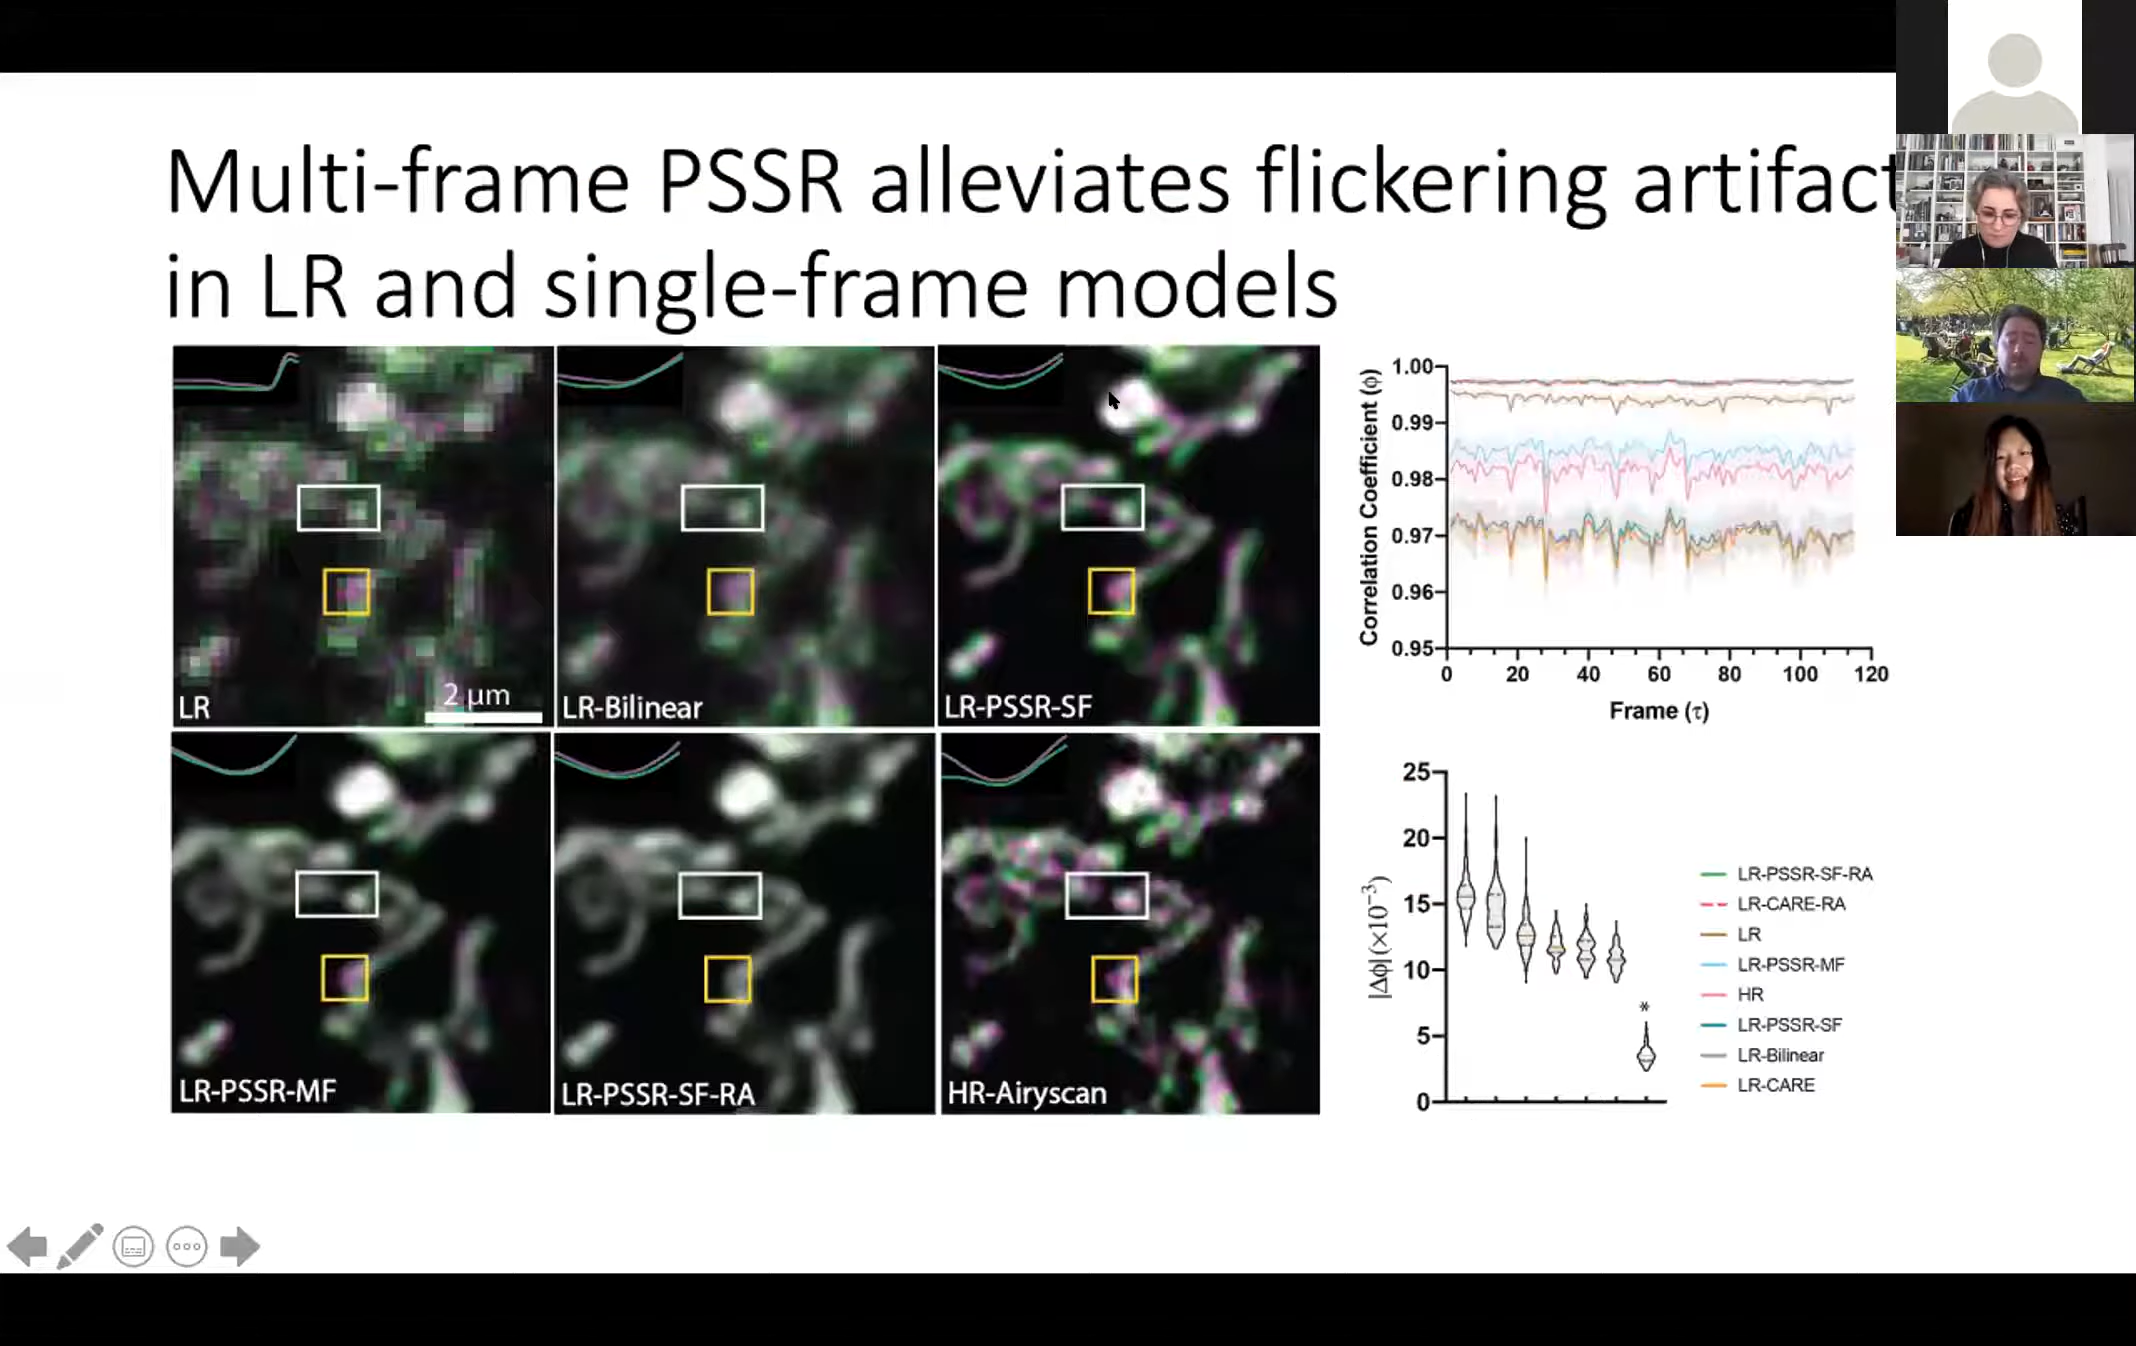 Multi-frame PSSR alleviates flickering artifact
in LR and single-frame models
LR
2 μm
LR-Bilinear
LR-PSSR-SF
LR-PSSR-MF
LR-PSSR-SF-RA
HR-Airyscan
Correlation Coefficient (ϕ)
1.00
0.99
0.98
0.97
0.96
0.95
0 20 40 60 80 100 120
Frame (τ)
|Δϕ| (×10⁻³)
25
20
15
10
5
0
*
LR-PSSR-SF-RA
LR-CARE-RA
LR
LR-PSSR-MF
HR
LR-PSSR-SF
LR-Bilinear
LR-CARE